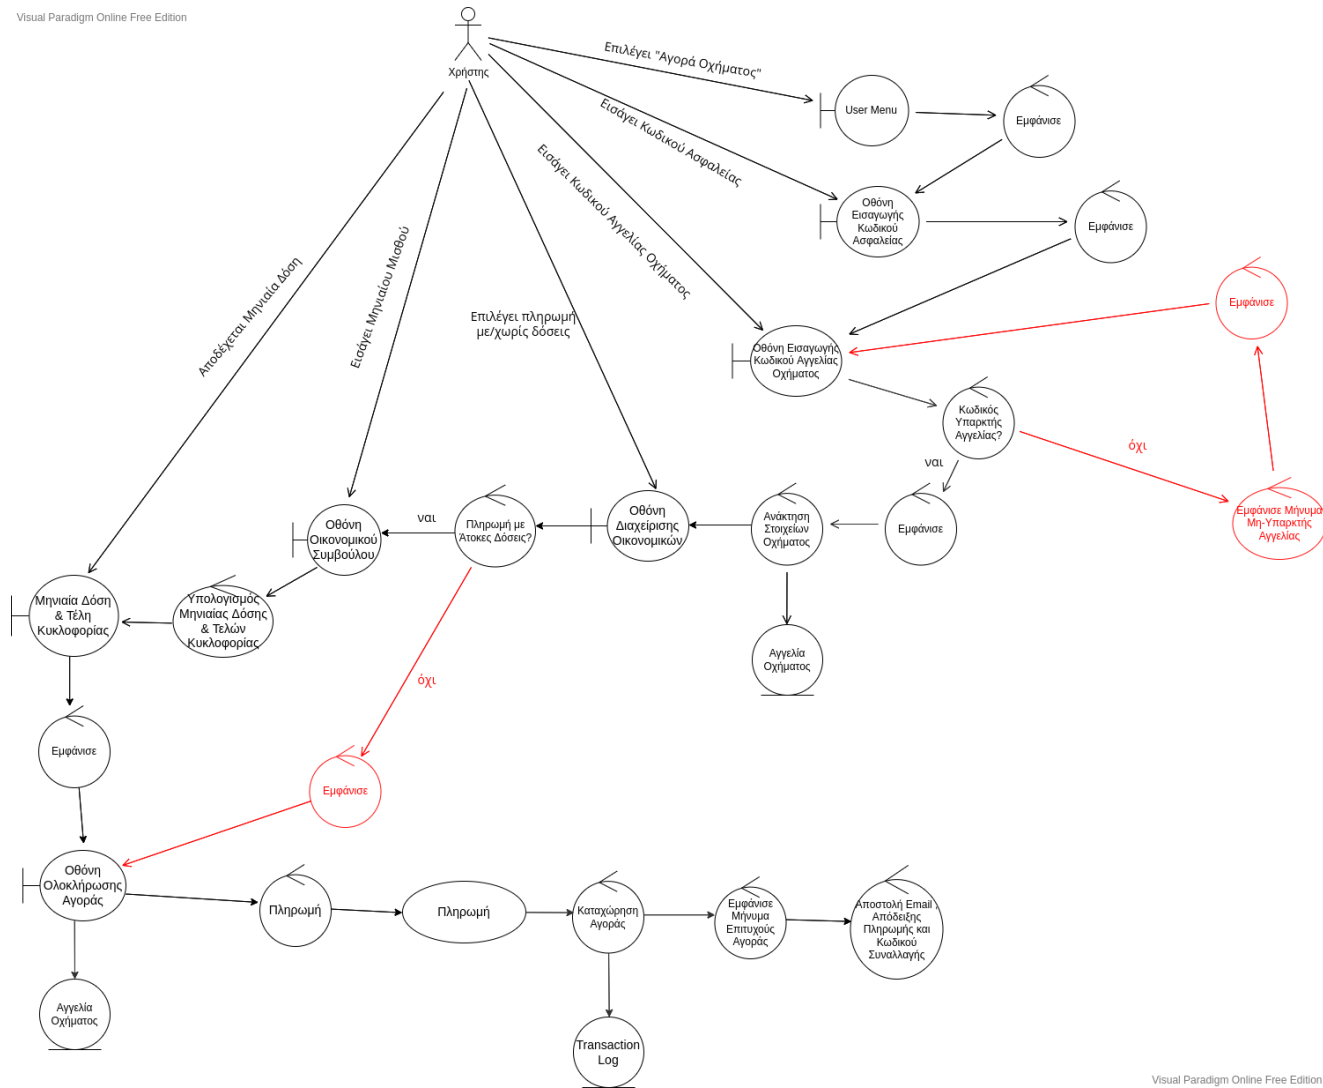 Visual Paradigm Online Free Edition
Χρήστης
Επιλέγει "Αγορά Οχήματος"
User Menu
Εμφάνισε
Εισάγει Κωδικού Ασφαλείας
Οθόνη
Εισαγωγής
Κωδικού
Ασφαλείας
Εμφάνισε
Εισάγει Κωδικού Αγγελίας Οχήματος
Αποδέχεται Μηνιαία Δόση
Εισάγει Μηνιαίου Μισθού
Επιλέγει πληρωμή
με/χωρίς δόσεις
Εμφάνισε
Οθόνη Εισαγωγής
Κωδικού Αγγελίας
Οχήματος
Κωδικός
Υπαρκτής
Αγγελίας?
όχι
ναι
Εμφάνισε Μήνυμα
Μη-Υπαρκτής
Αγγελίας
Εμφάνισε
Ανάκτηση
Στοιχείων
Οχήματος
Οθόνη
Διαχείρισης
Οικονομικών
Πληρωμή με
Άτοκες Δόσεις?
ναι
Οθόνη
Οικονομικού
Συμβούλου
Υπολογισμός
Μηνιαίας Δόσης
& Τελών
Κυκλοφορίας
Μηνιαία Δόση
& Τέλη
Κυκλοφορίας
Αγγελία
Οχήματος
όχι
Εμφάνισε
Εμφάνισε
Οθόνη
Ολοκλήρωσης
Αγοράς
Πληρωμή
Πληρωμή
Καταχώρηση
Αγοράς
Εμφάνισε
Μήνυμα
Επιτυχούς
Αγοράς
Αποστολή Email ,
Απόδειξης
Πληρωμής και
Κωδικού
Συναλλαγής
Αγγελία
Οχήματος
Transaction
Log
Visual Paradigm Online Free Edition